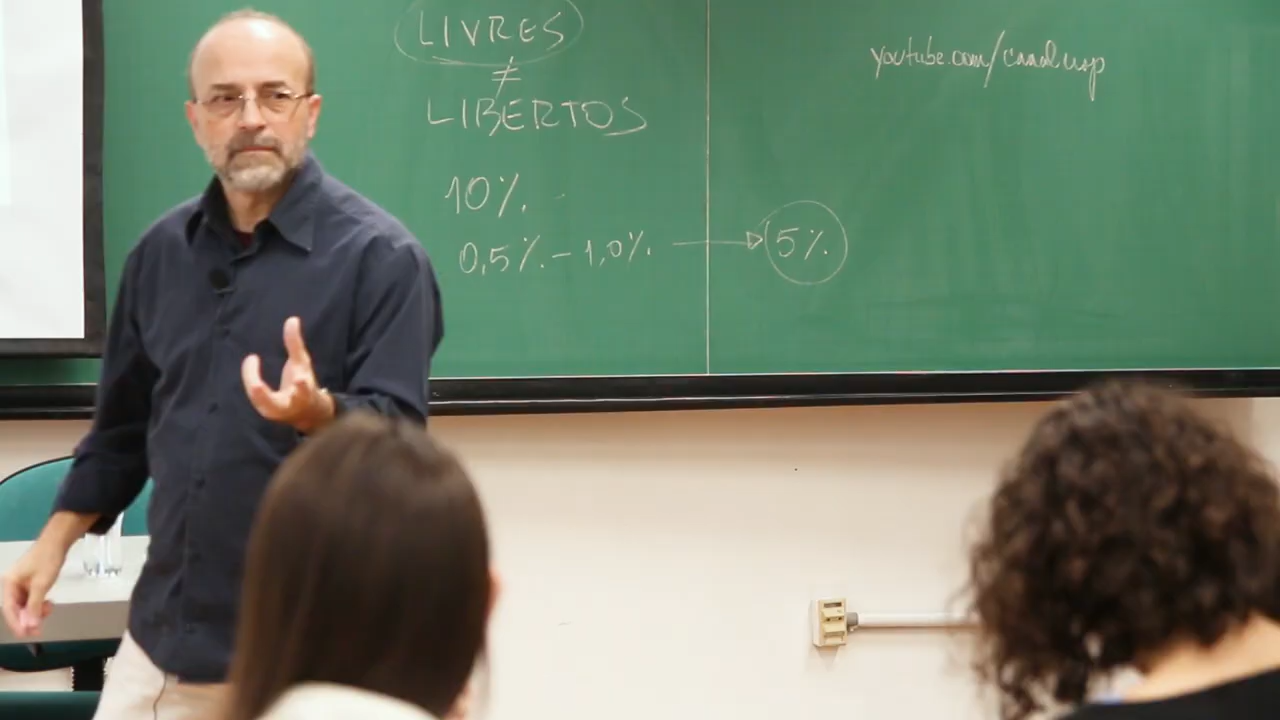 LIVRES
≠
LIBERTOS
10%
0,5% - 1,0% → 5%
youtube.com/canalusp